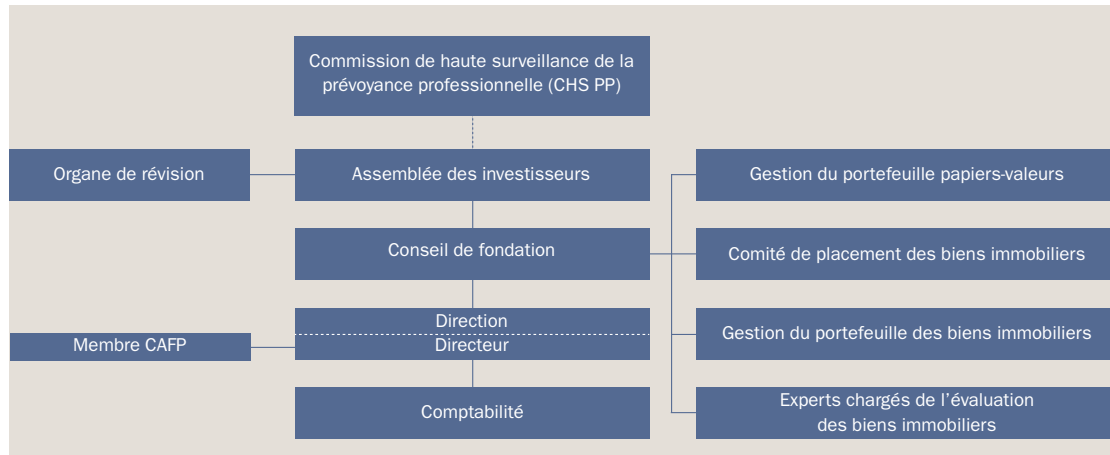 Commission de haute surveillance de la
prévoyance professionnelle (CHS PP)
Organe de révision
Assemblée des investisseurs
Gestion du portefeuille papiers-valeurs
Conseil de fondation
Comité de placement des biens immobiliers
Direction
Directeur
Membre CAFP
Gestion du portefeuille des biens immobiliers
Comptabilité
Experts chargés de l’évaluation
des biens immobiliers